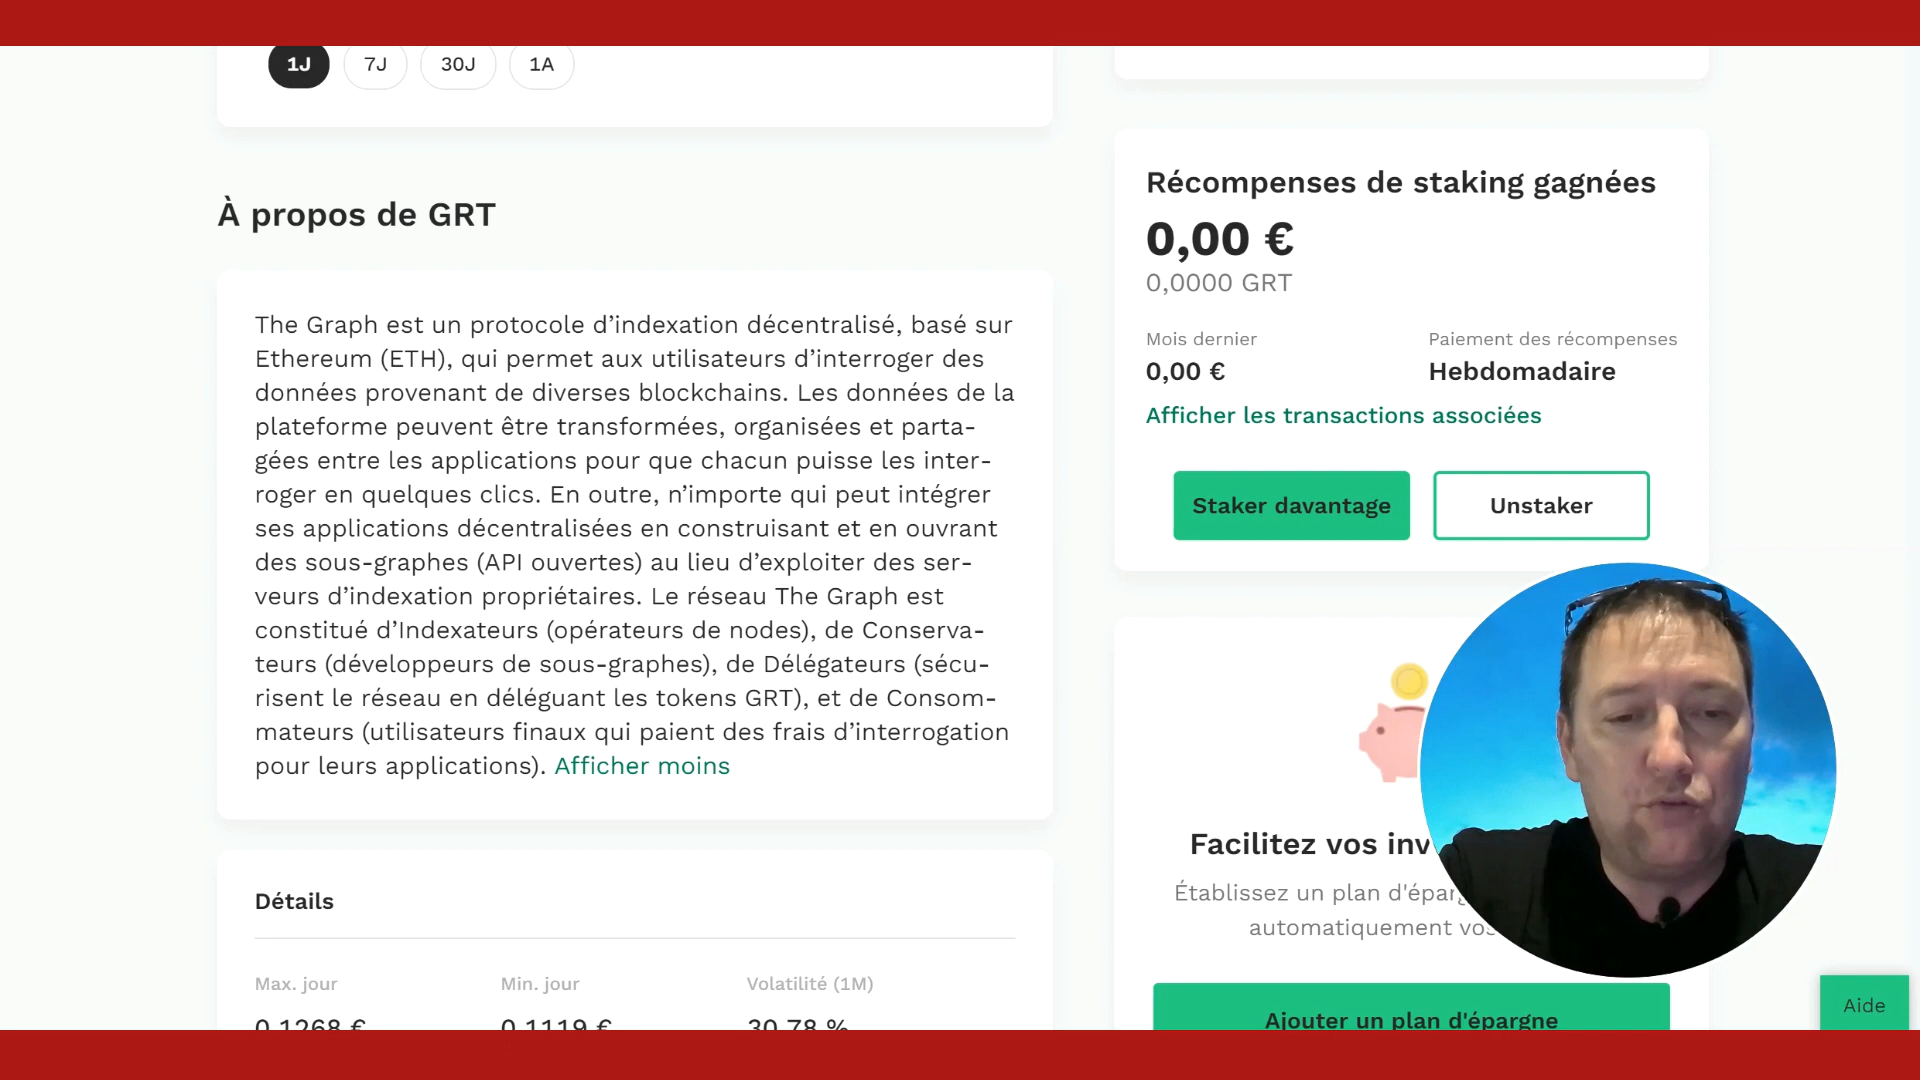 1J
7J
30J
1A
À propos de GRT
The Graph est un protocole d’indexation décentralisé, basé sur
Ethereum (ETH), qui permet aux utilisateurs d’interroger des
données provenant de diverses blockchains. Les données de la
plateforme peuvent être transformées, organisées et parta-
gées entre les applications pour que chacun puisse les inter-
roger en quelques clics. En outre, n’importe qui peut intégrer
ses applications décentralisées en construisant et en ouvrant
des sous-graphes (API ouvertes) au lieu d’exploiter des ser-
veurs d’indexation propriétaires. Le réseau The Graph est
constitué d’Indexateurs (opérateurs de nodes), de Conserva-
teurs (développeurs de sous-graphes), de Délégateurs (sécu-
risent le réseau en déléguant les tokens GRT), et de Consom-
mateurs (utilisateurs finaux qui paient des frais d’interrogation
pour leurs applications). Afficher moins
Détails
Max. jour
Min. jour
Volatilité (1M)
0,1268 €
0,1119 €
30,78 %
Récompenses de staking gagnées
0,00 €
0,0000 GRT
Mois dernier
Paiement des récompenses
0,00 €
Hebdomadaire
Afficher les transactions associées
Staker davantage
Unstaker
Facilitez vos inv
Établissez un plan d'épar
automatiquement vos
Ajouter un plan d'épargne
Aide